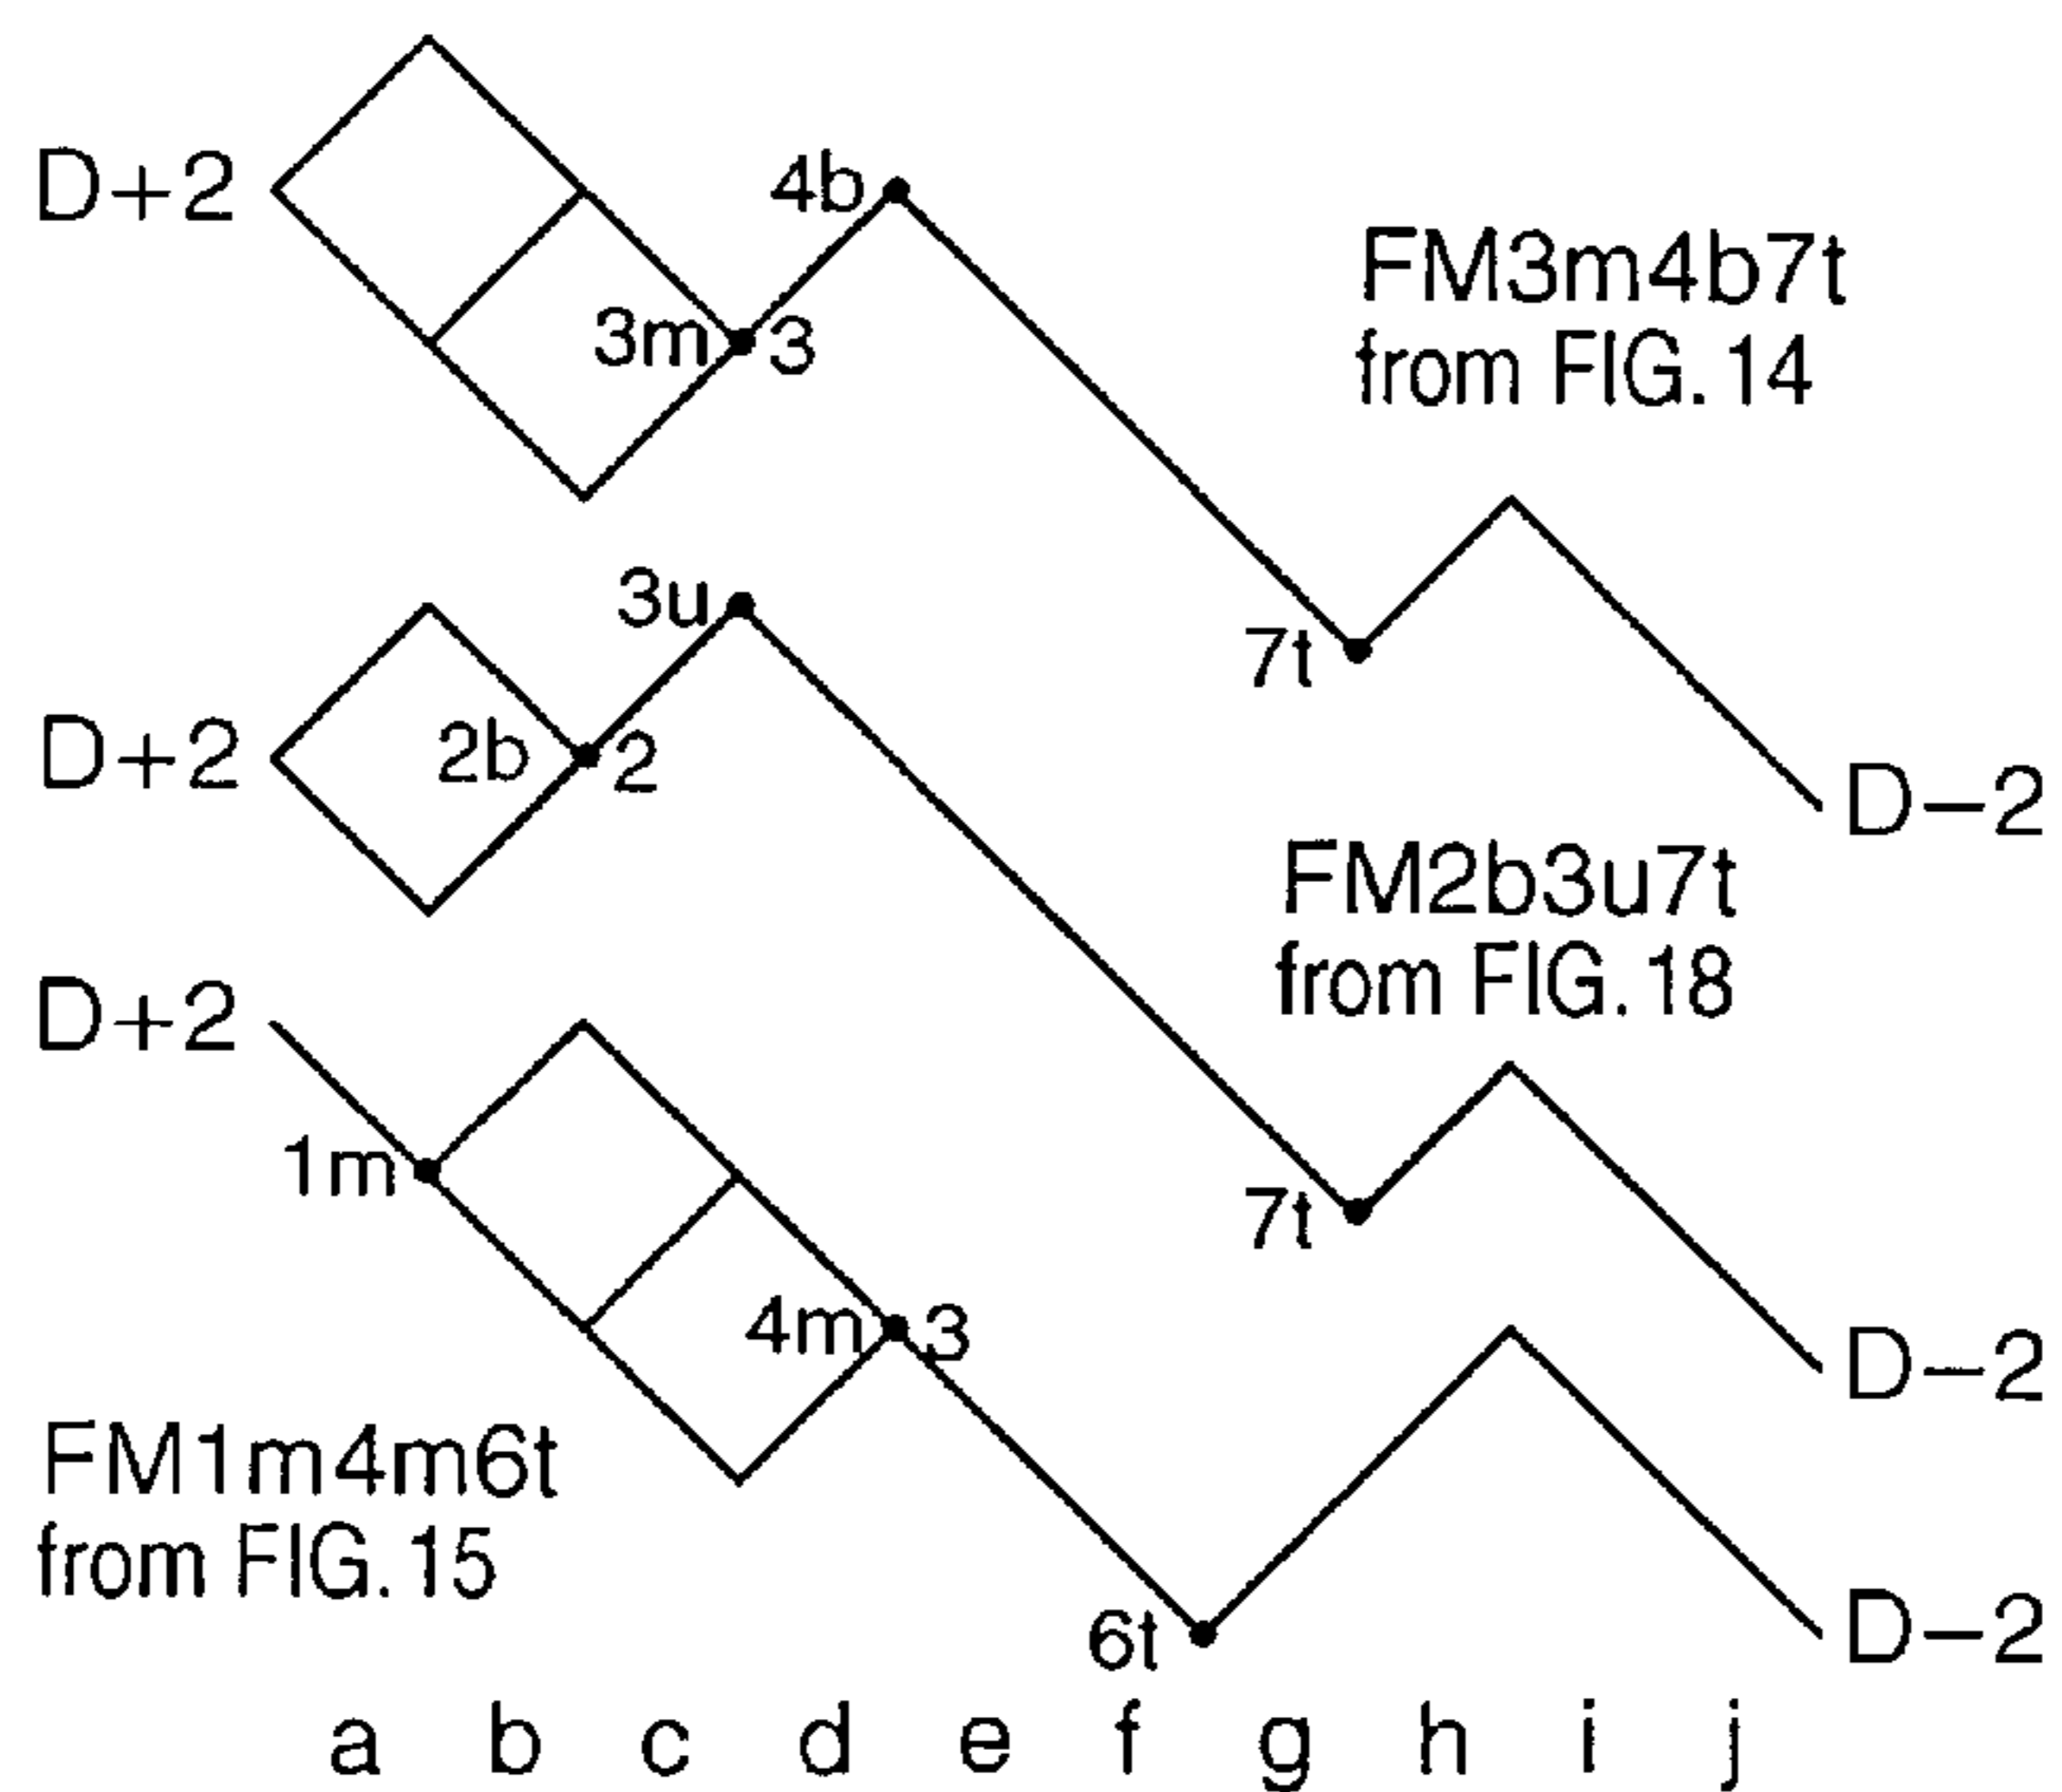 D+2
4b
FM3m4b7t
3m 3
from FIG.14
3u
7t
D+2
2b 2
D−2
FM2b3u7t
from FIG.18
D+2
1m
7t
4m 3
D−2
FM1m4m6t
from FIG.15
6t
D−2
a b c d e f g h i j